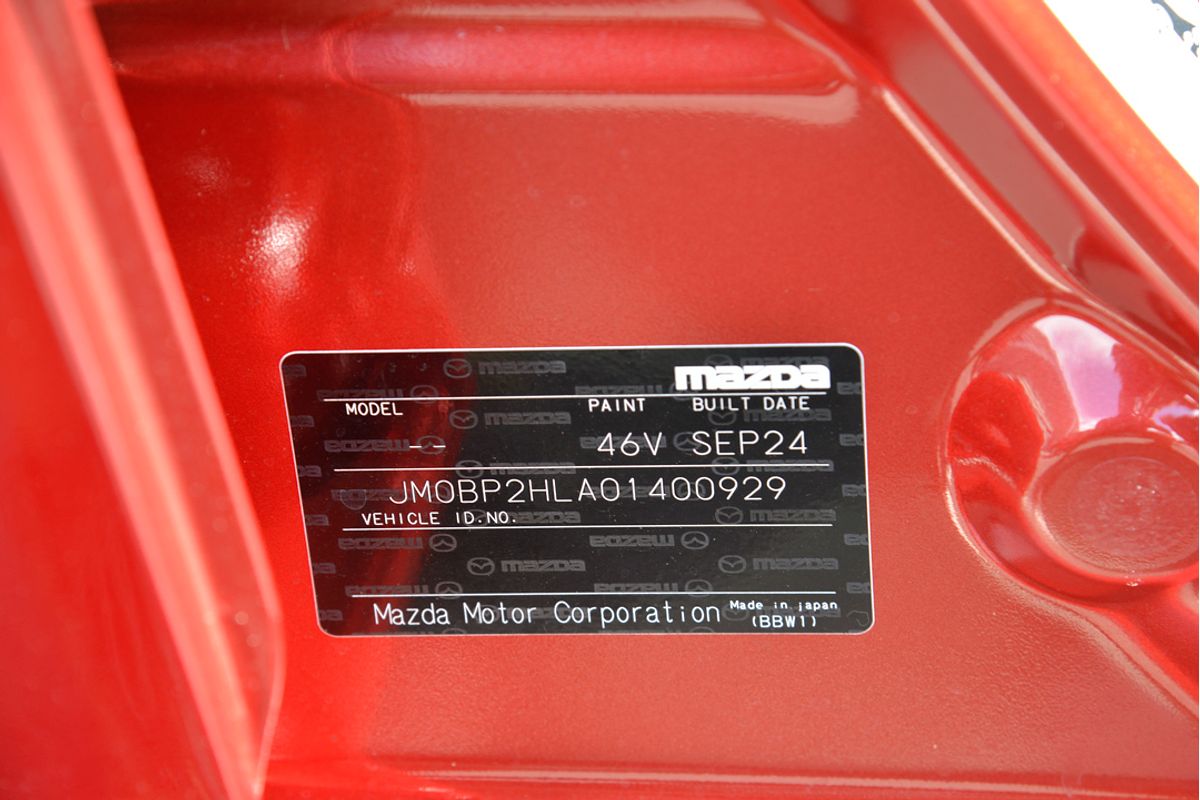 mazda
MODEL PAINT BUILT DATE
-- 46V SEP24
JM0BP2HLA01400929
VEHICLE ID.NO.
Mazda Motor Corporation Made in japan
(BBW1)